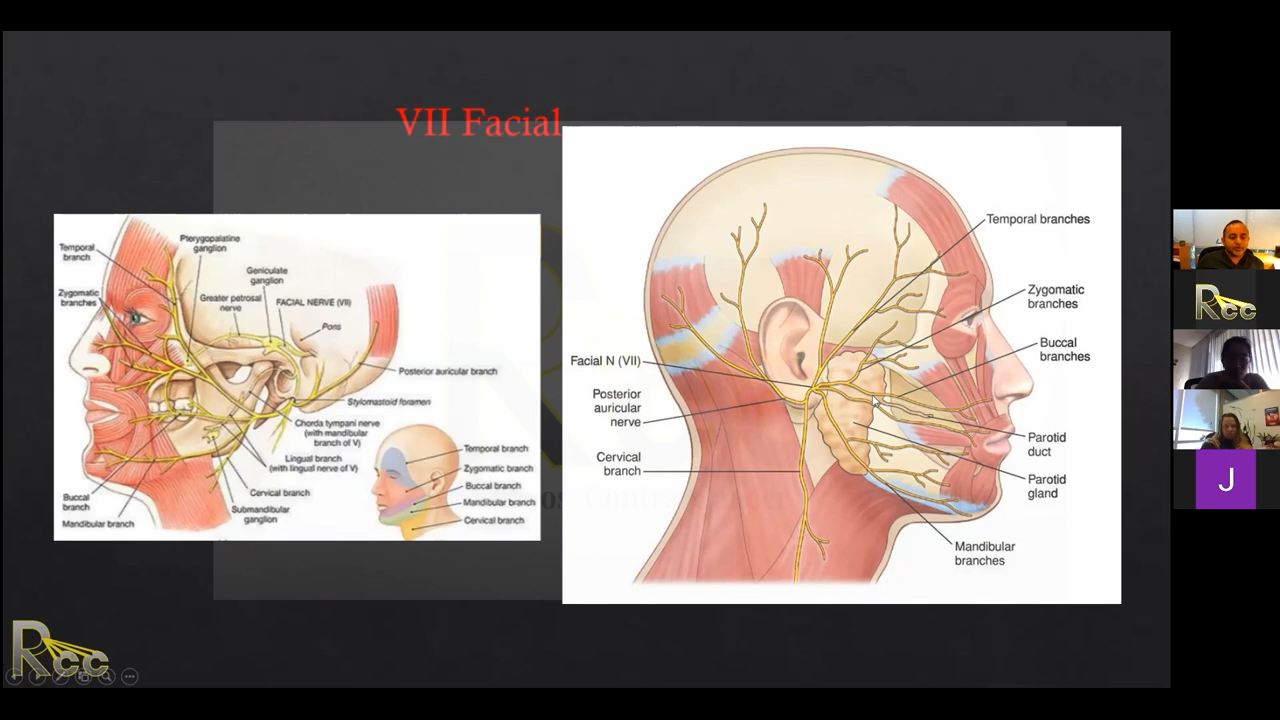 VII Facial
Temporal
branch
Pterygopalatine
ganglion
Geniculate
ganglion
Zygomatic
branches
Greater petrosal
nerve
FACIAL NERVE (VII)
Pons
Posterior auricular branch
Stylomastoid foramen
Chorda tympani nerve
(with mandibular
branch of V)
Lingual branch
(with lingual nerve of V)
Cervical branch
Buccal
branch
Submandibular
ganglion
Mandibular branch
Temporal branch
Zygomatic branch
Buccal branch
Mandibular branch
Cervical branch
Temporal branches
Zygomatic
branches
Buccal
branches
Facial N (VII)
Posterior
auricular
nerve
Cervical
branch
Parotid
duct
Parotid
gland
Mandibular
branches
Rcc
Rcc
J